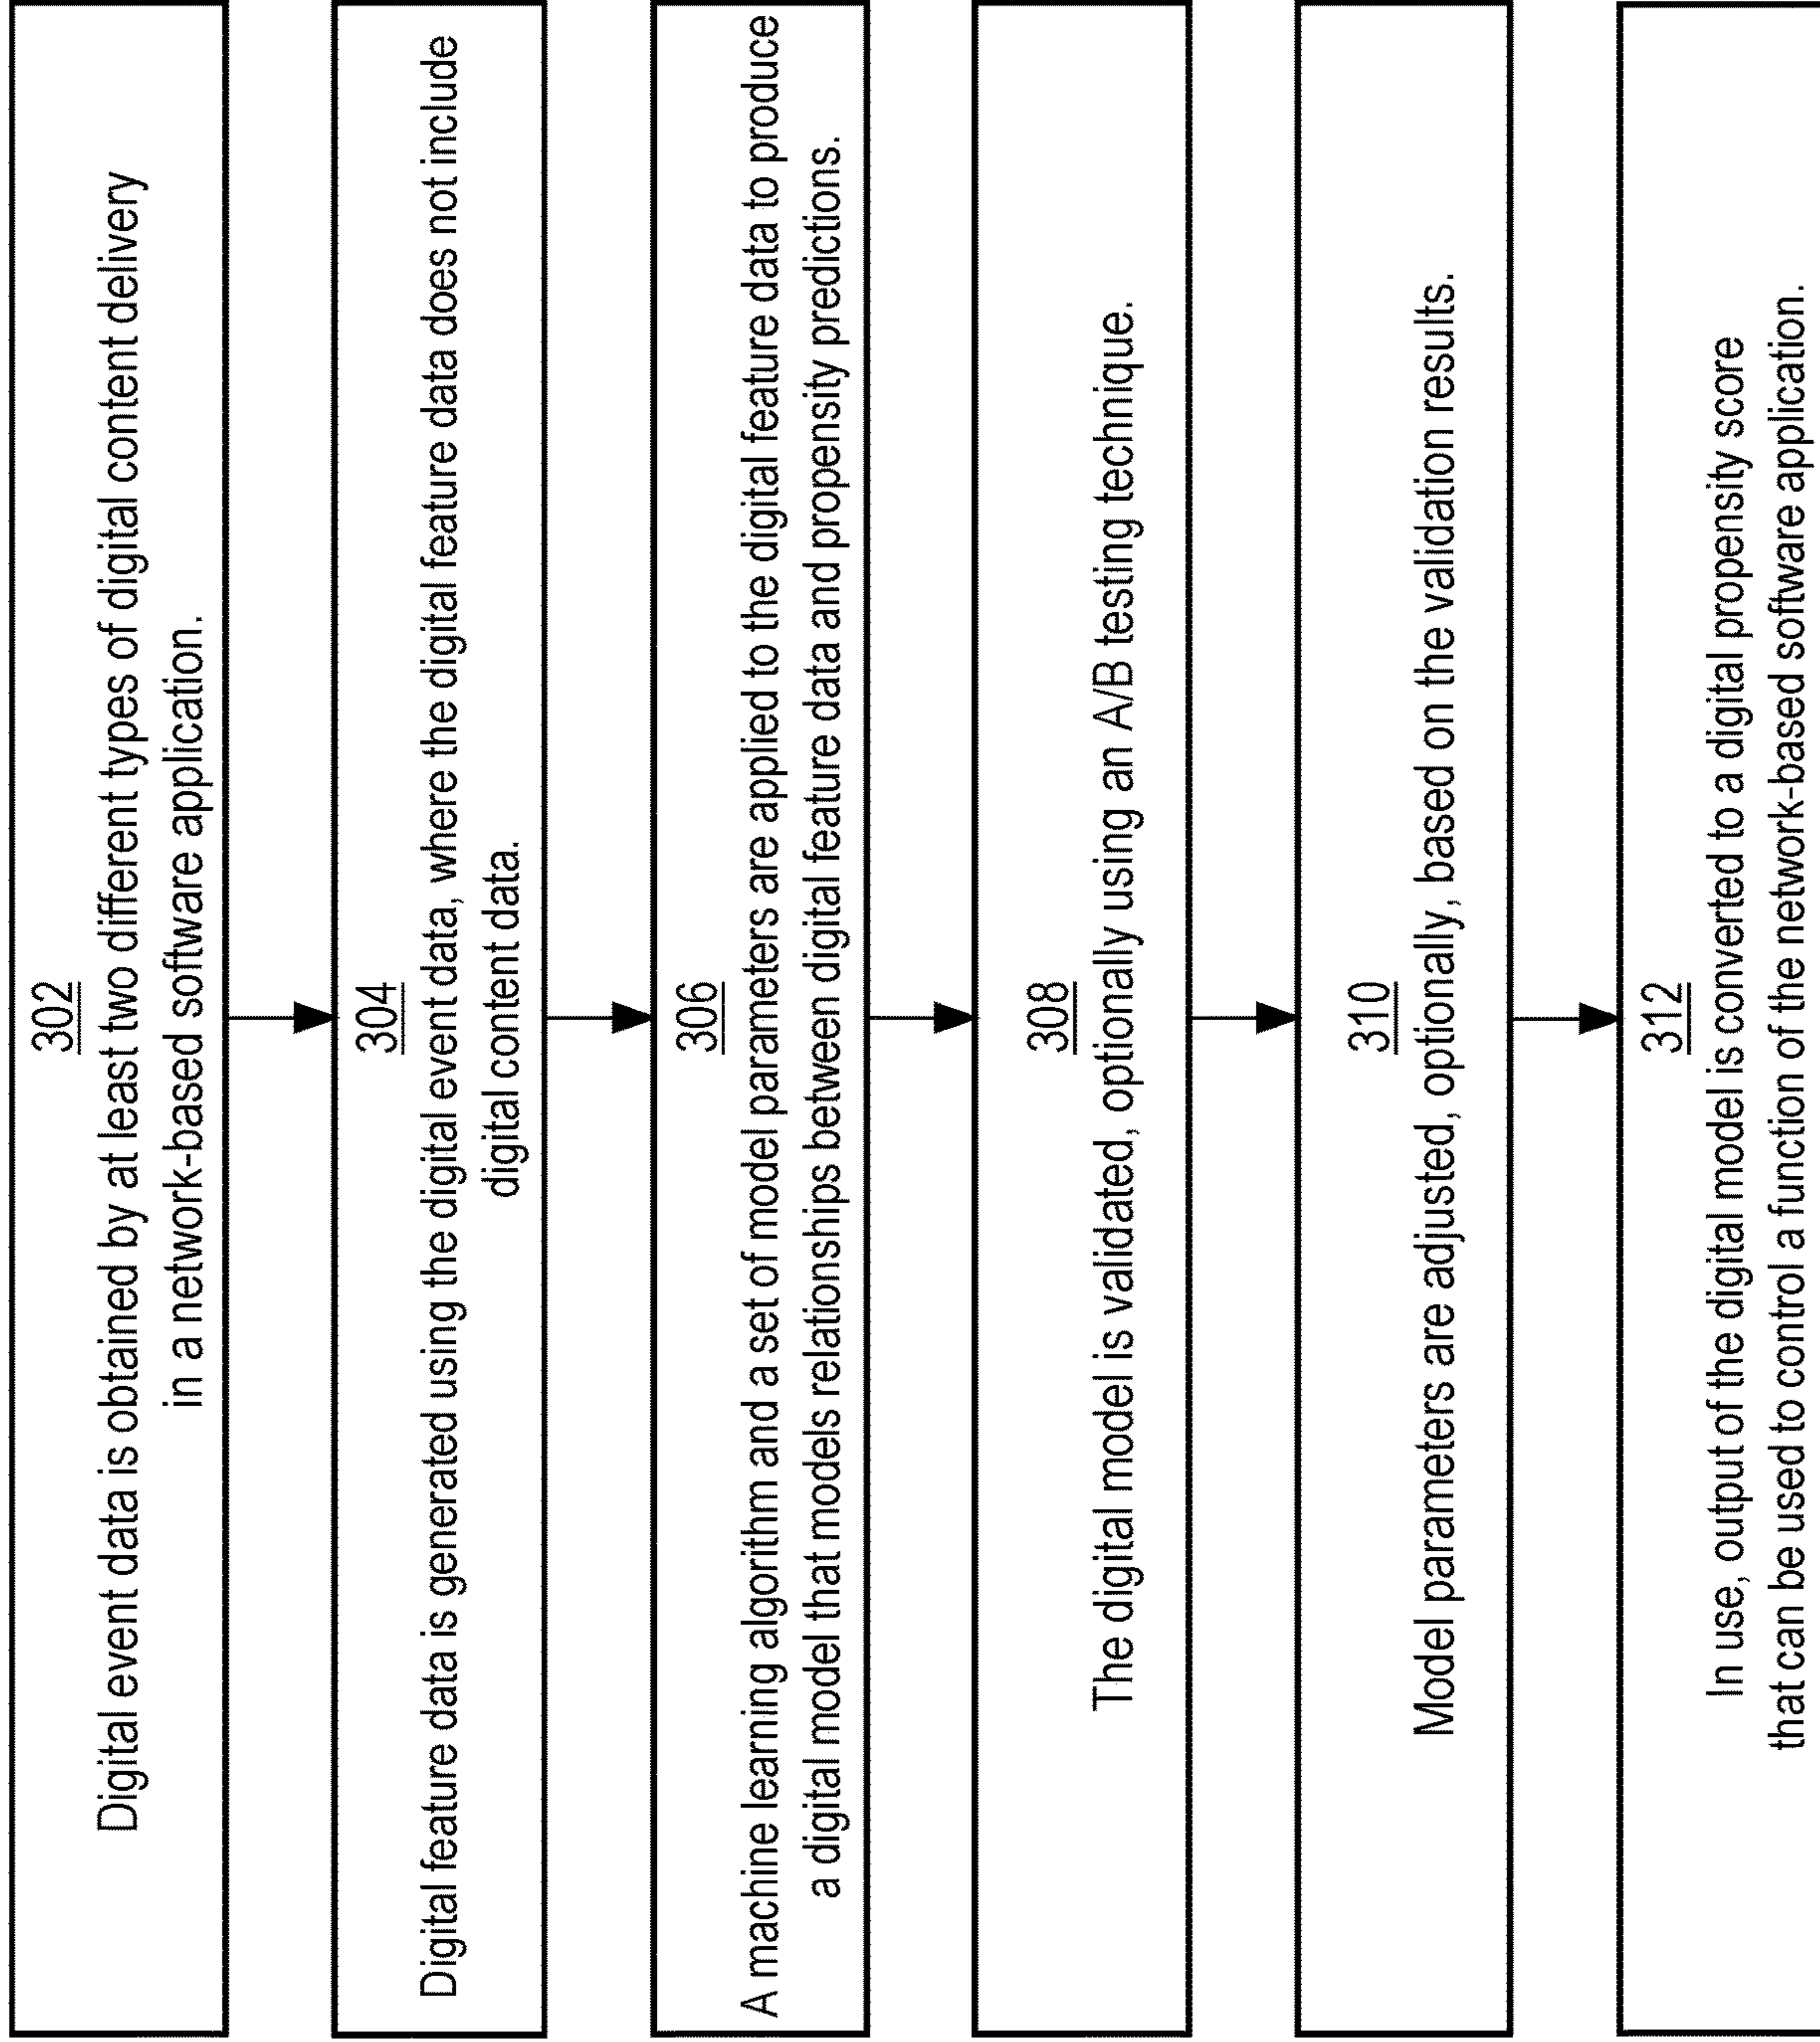 302
Digital event data is obtained by at least two different types of digital content delivery
in a network-based software application.
304
Digital feature data is generated using the digital event data, where the digital feature data does not include
digital content data.
306
A machine learning algorithm and a set of model parameters are applied to the digital feature data to produce
a digital model that models relationships between digital feature data and propensity predictions.
308
The digital model is validated, optionally using an A/B testing technique.
310
Model parameters are adjusted, optionally, based on the validation results.
312
In use, output of the digital model is converted to a digital propensity score
that can be used to control a function of the network-based software application.